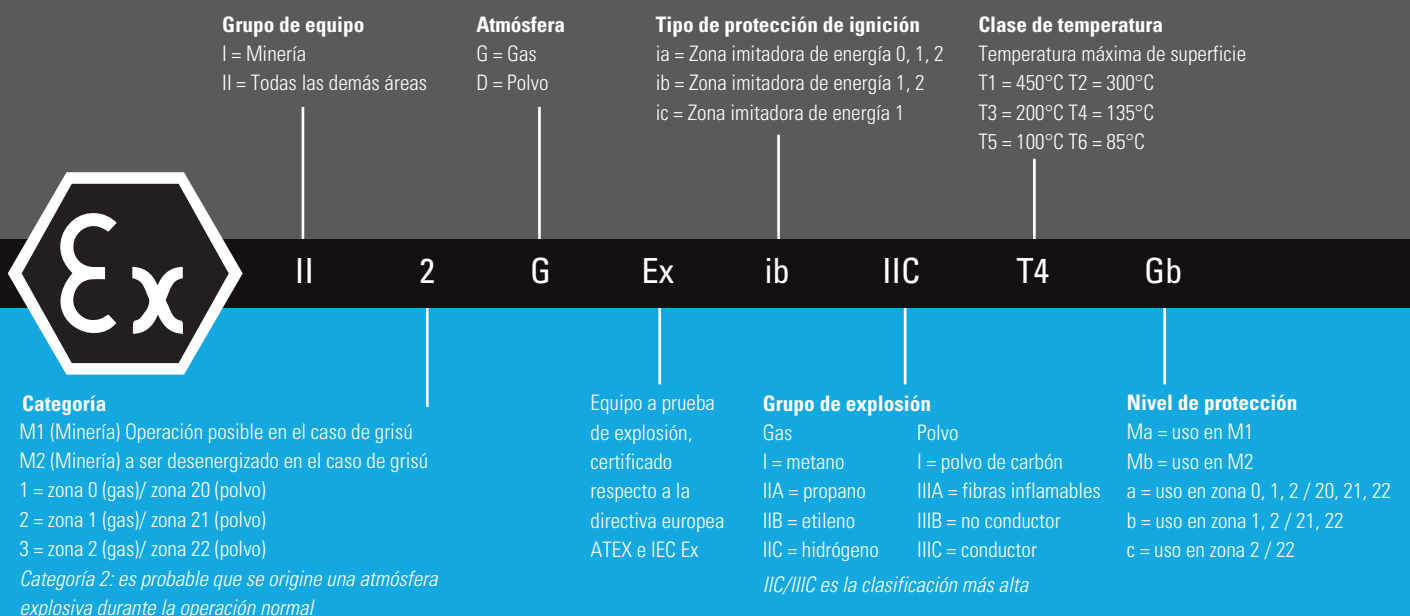 Grupo de equipo
I = Minería
II = Todas las demás áreas
Atmósfera
G = Gas
D = Polvo
Tipo de protección de ignición
ia = Zona imitadora de energía 0, 1, 2
ib = Zona imitadora de energía 1, 2
ic = Zona imitadora de energía 1
Clase de temperatura
Temperatura máxima de superficie
T1 = 450°C T2 = 300°C
T3 = 200°C T4 = 135°C
T5 = 100°C T6 = 85°C
Ex II 2 G Ex ib IIC T4 Gb
Categoría
M1 (Minería) Operación posible en el caso de grisú
M2 (Minería) a ser desenergizado en el caso de grisú
1 = zona 0 (gas)/ zona 20 (polvo)
2 = zona 1 (gas)/ zona 21 (polvo)
3 = zona 2 (gas)/ zona 22 (polvo)
Categoría 2: es probable que se origine una atmósfera
explosiva durante la operación normal
Equipo a prueba
de explosión,
certificado
respecto a la
directiva europea
ATEX e IEC Ex
Grupo de explosión
Gas
I = metano
IIA = propano
IIB = etileno
IIC = hidrógeno
Polvo
I = polvo de carbón
IIIA = fibras inflamables
IIIB = no conductor
IIIC = conductor
IIC/IIIC es la clasificación más alta
Nivel de protección
Ma = uso en M1
Mb = uso en M2
a = uso en zona 0, 1, 2 / 20, 21, 22
b = uso en zona 1, 2 / 21, 22
c = uso en zona 2 / 22